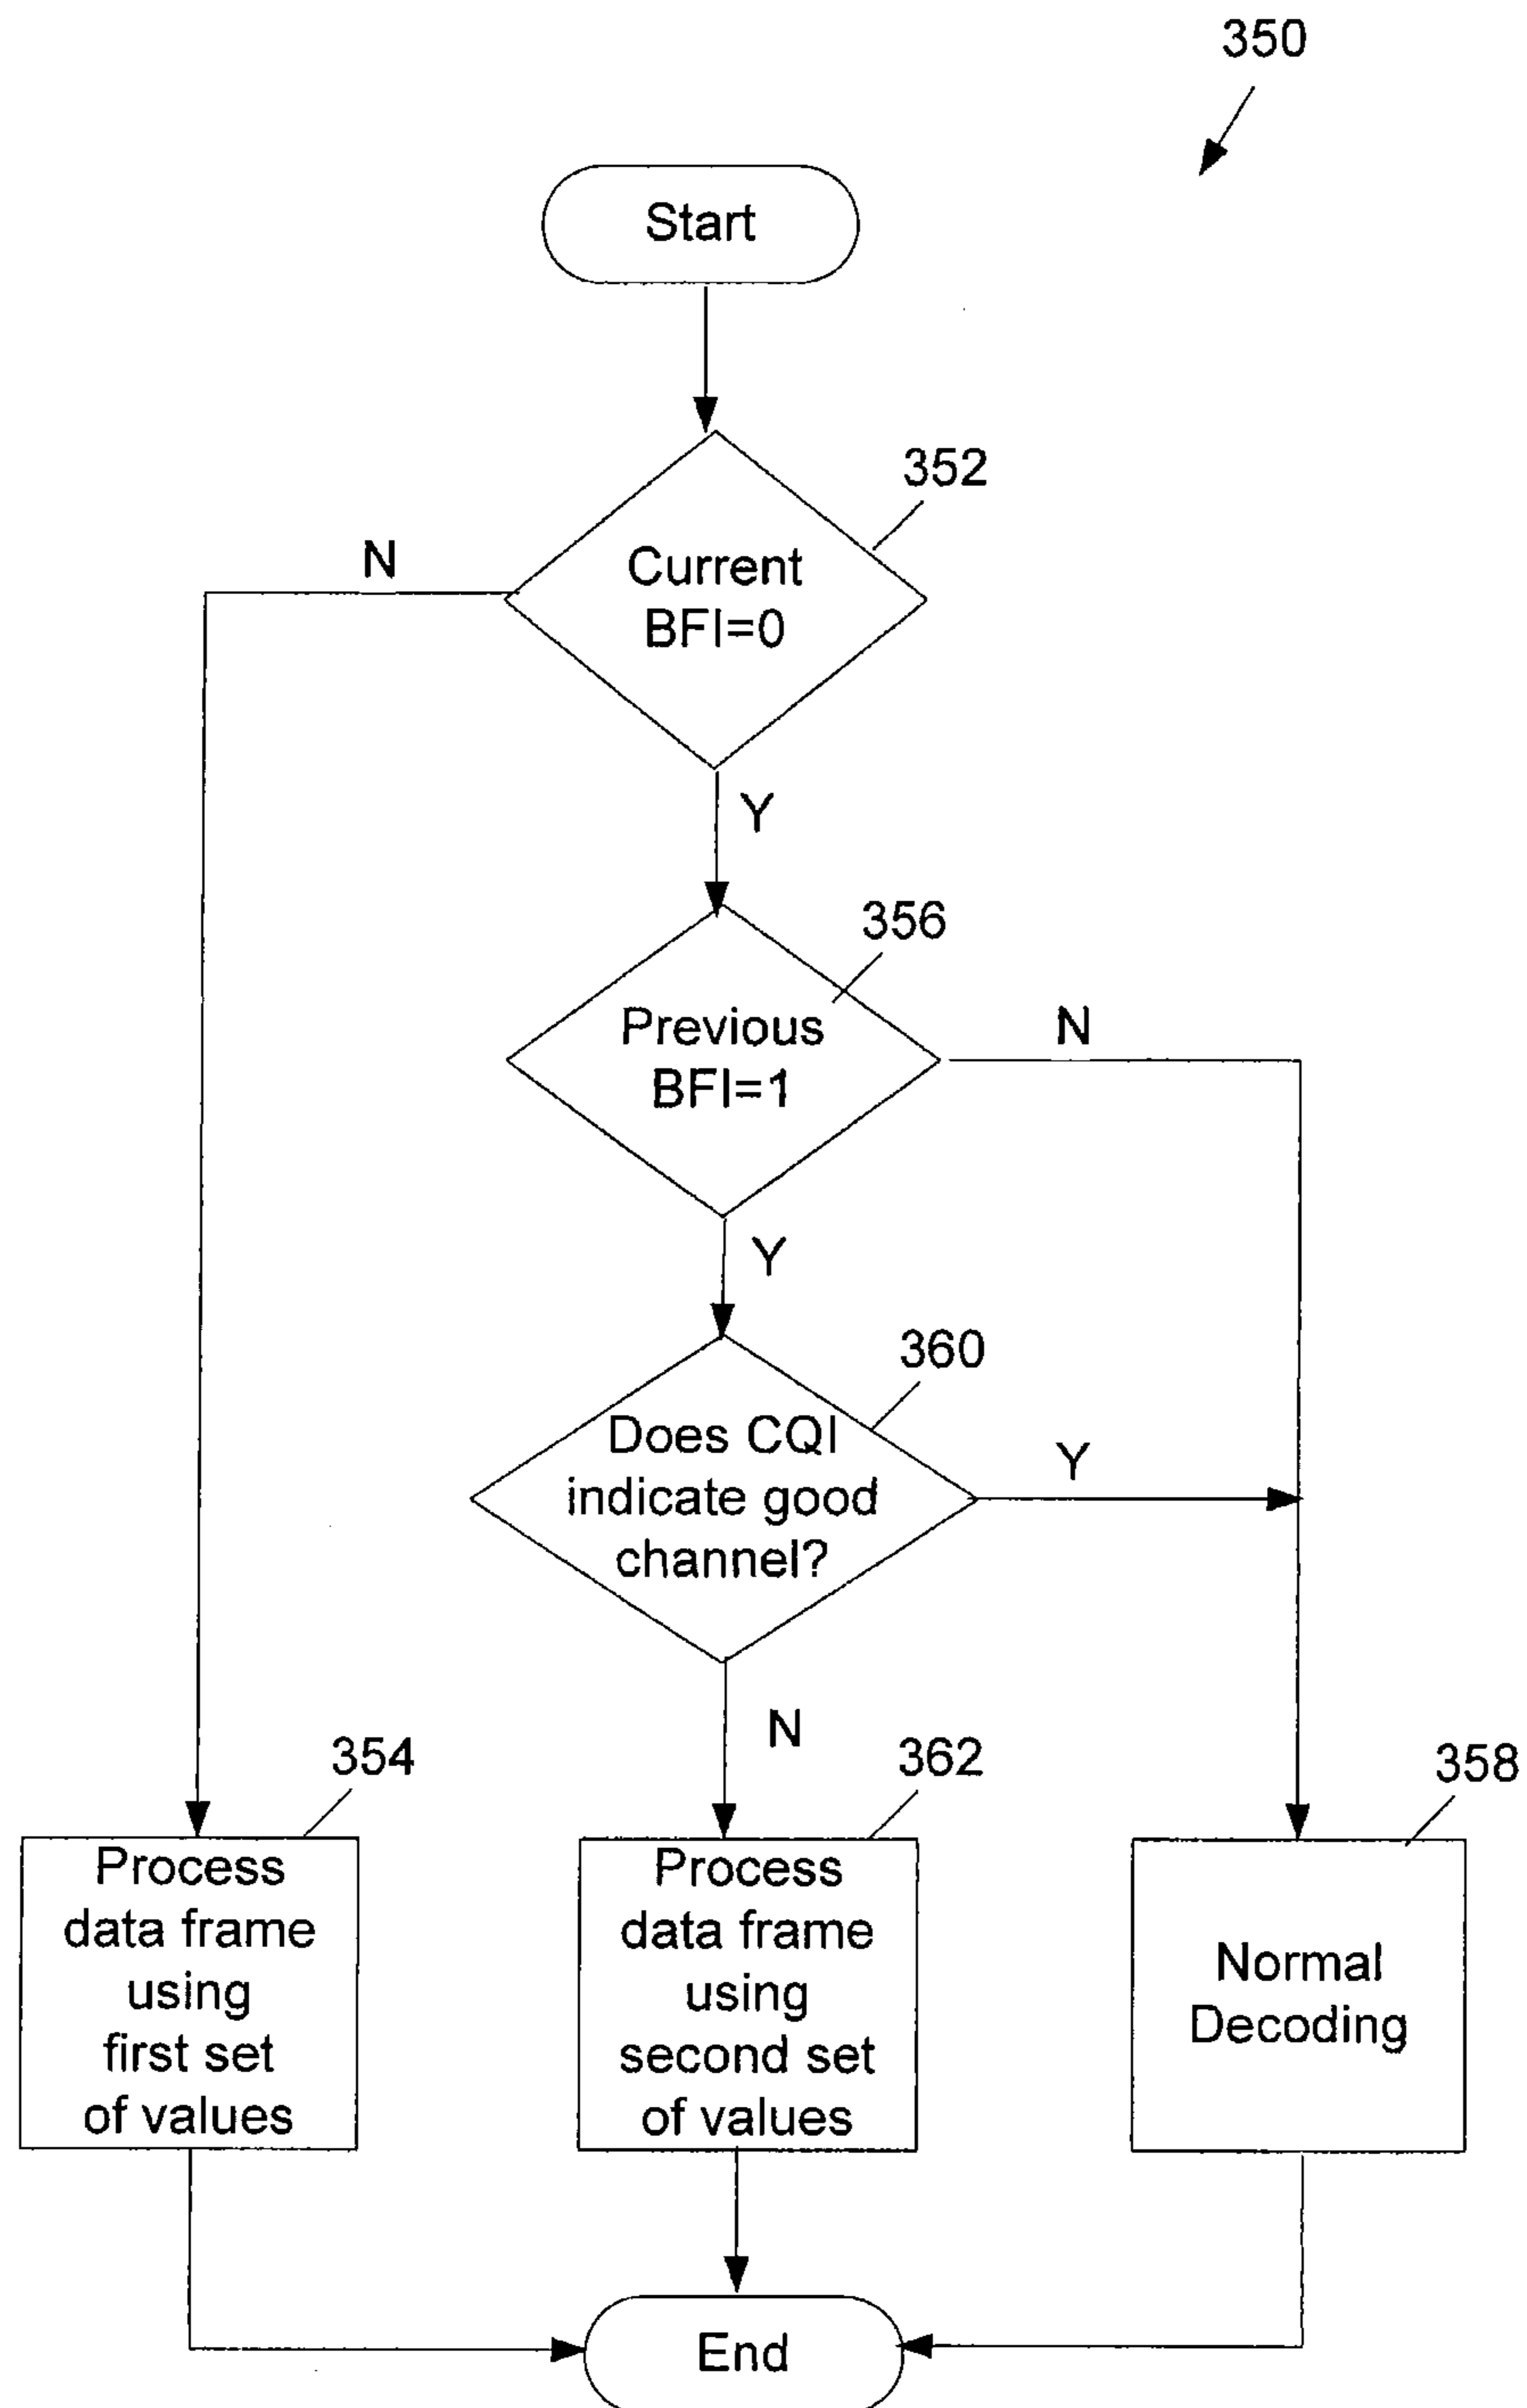 350
Start
352
Current
BFI=0
N
Y
356
Previous
BFI=1
N
Y
360
Does CQI
indicate good
channel?
Y
N
354
Process
data frame
using
first set
of values
362
Process
data frame
using
second set
of values
358
Normal
Decoding
End